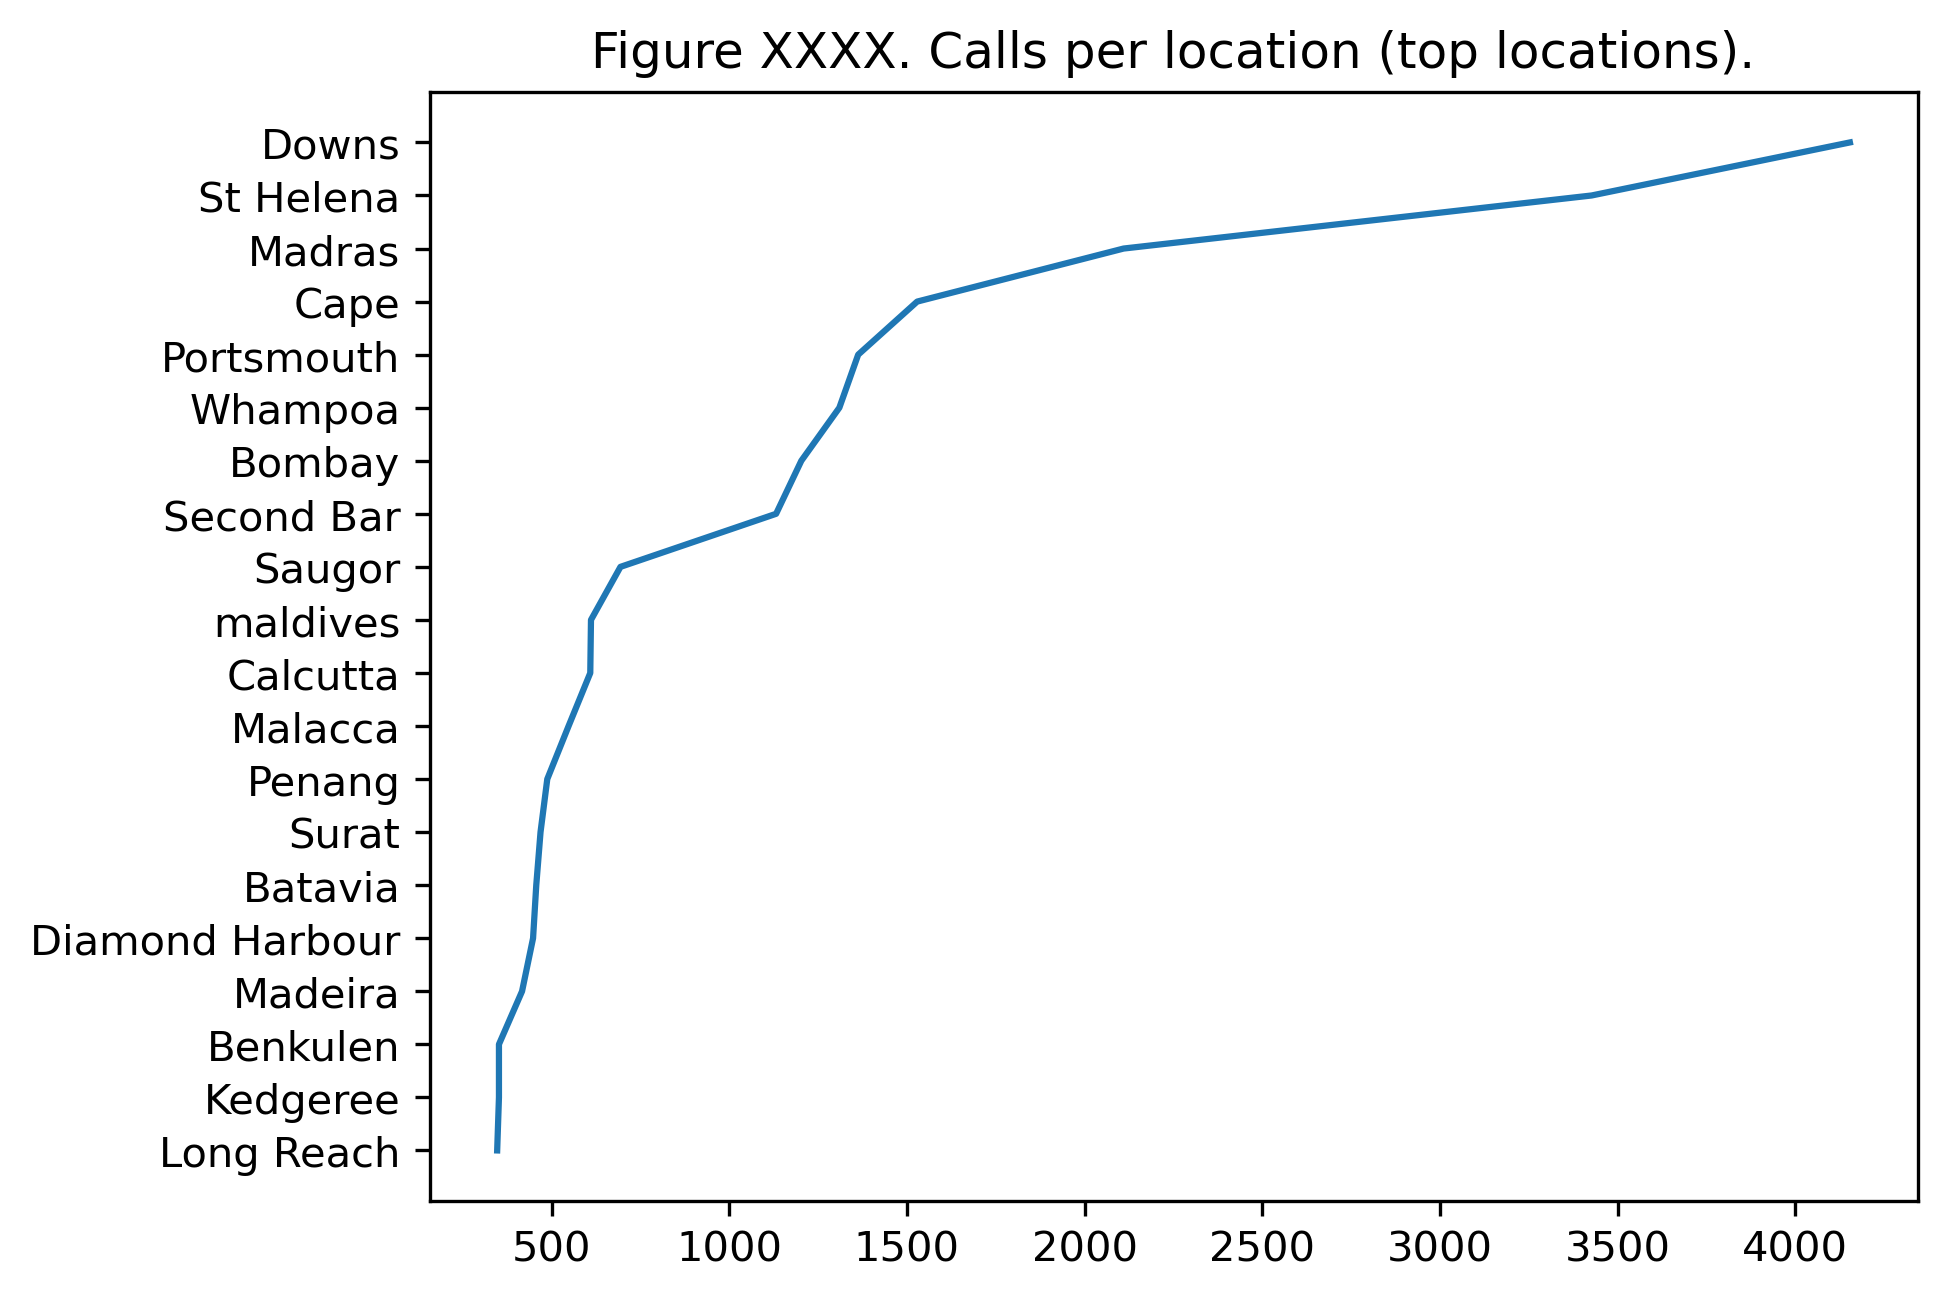 Figure XXXX. Calls per location (top locations).
Downs
St Helena
Madras
Cape
Portsmouth
Whampoa
Bombay
Second Bar
Saugor
maldives
Calcutta
Malacca
Penang
Surat
Batavia
Diamond Harbour
Madeira
Benkulen
Kedgeree
Long Reach
500 1000 1500 2000 2500 3000 3500 4000